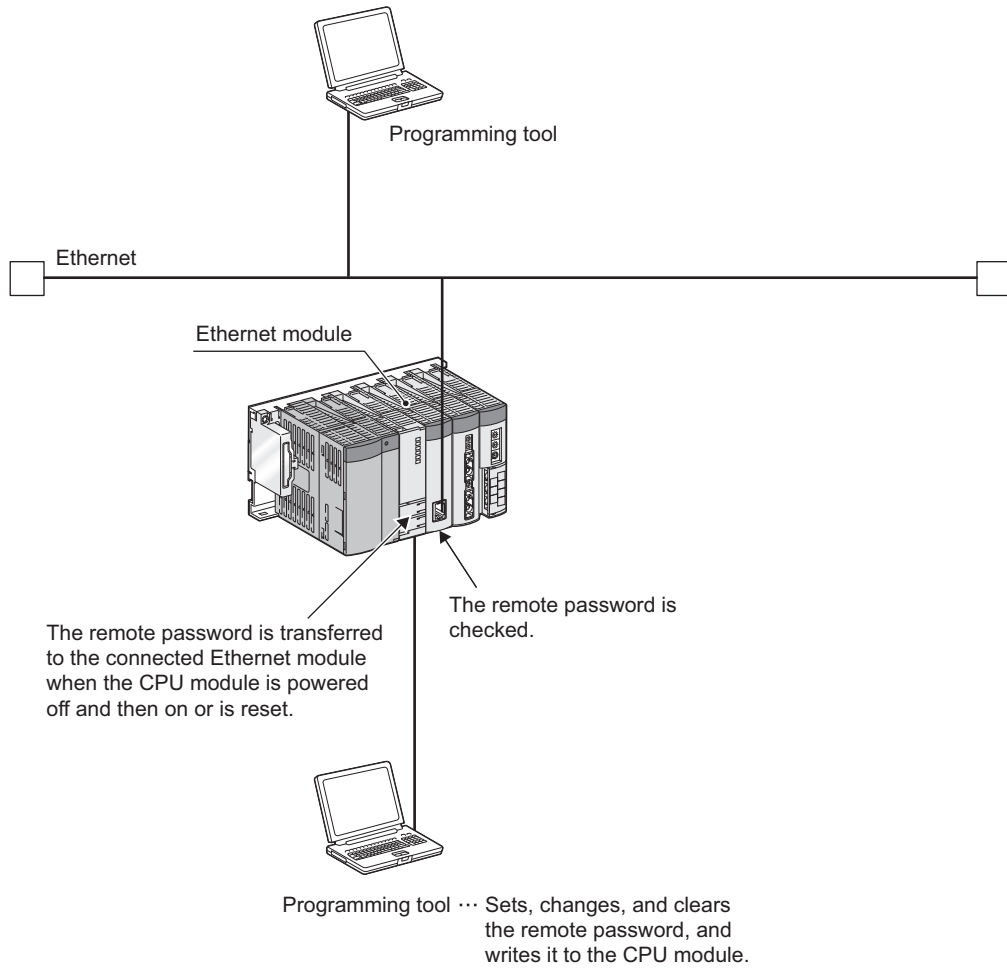 Programming tool
Ethernet
Ethernet module
The remote password is
checked.
The remote password is transferred
to the connected Ethernet module
when the CPU module is powered
off and then on or is reset.
Programming tool ··· Sets, changes, and clears
the remote password, and
writes it to the CPU module.